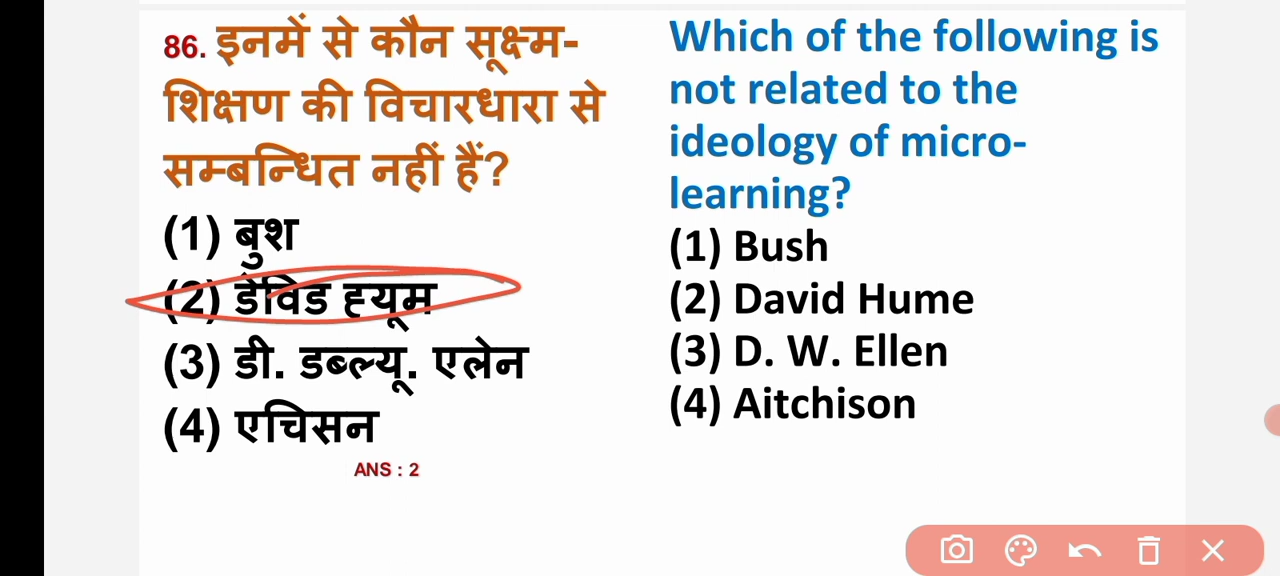 86. इनमें से कौन सूक्ष्म-
शिक्षण की विचारधारा से
सम्बन्धित नहीं हैं?
(1) बुश
(2) डेविड ह्यूम
(3) डी. डब्ल्यू. एलेन
(4) एचिसन
ANS : 2
Which of the following is
not related to the
ideology of micro-
learning?
(1) Bush
(2) David Hume
(3) D. W. Ellen
(4) Aitchison